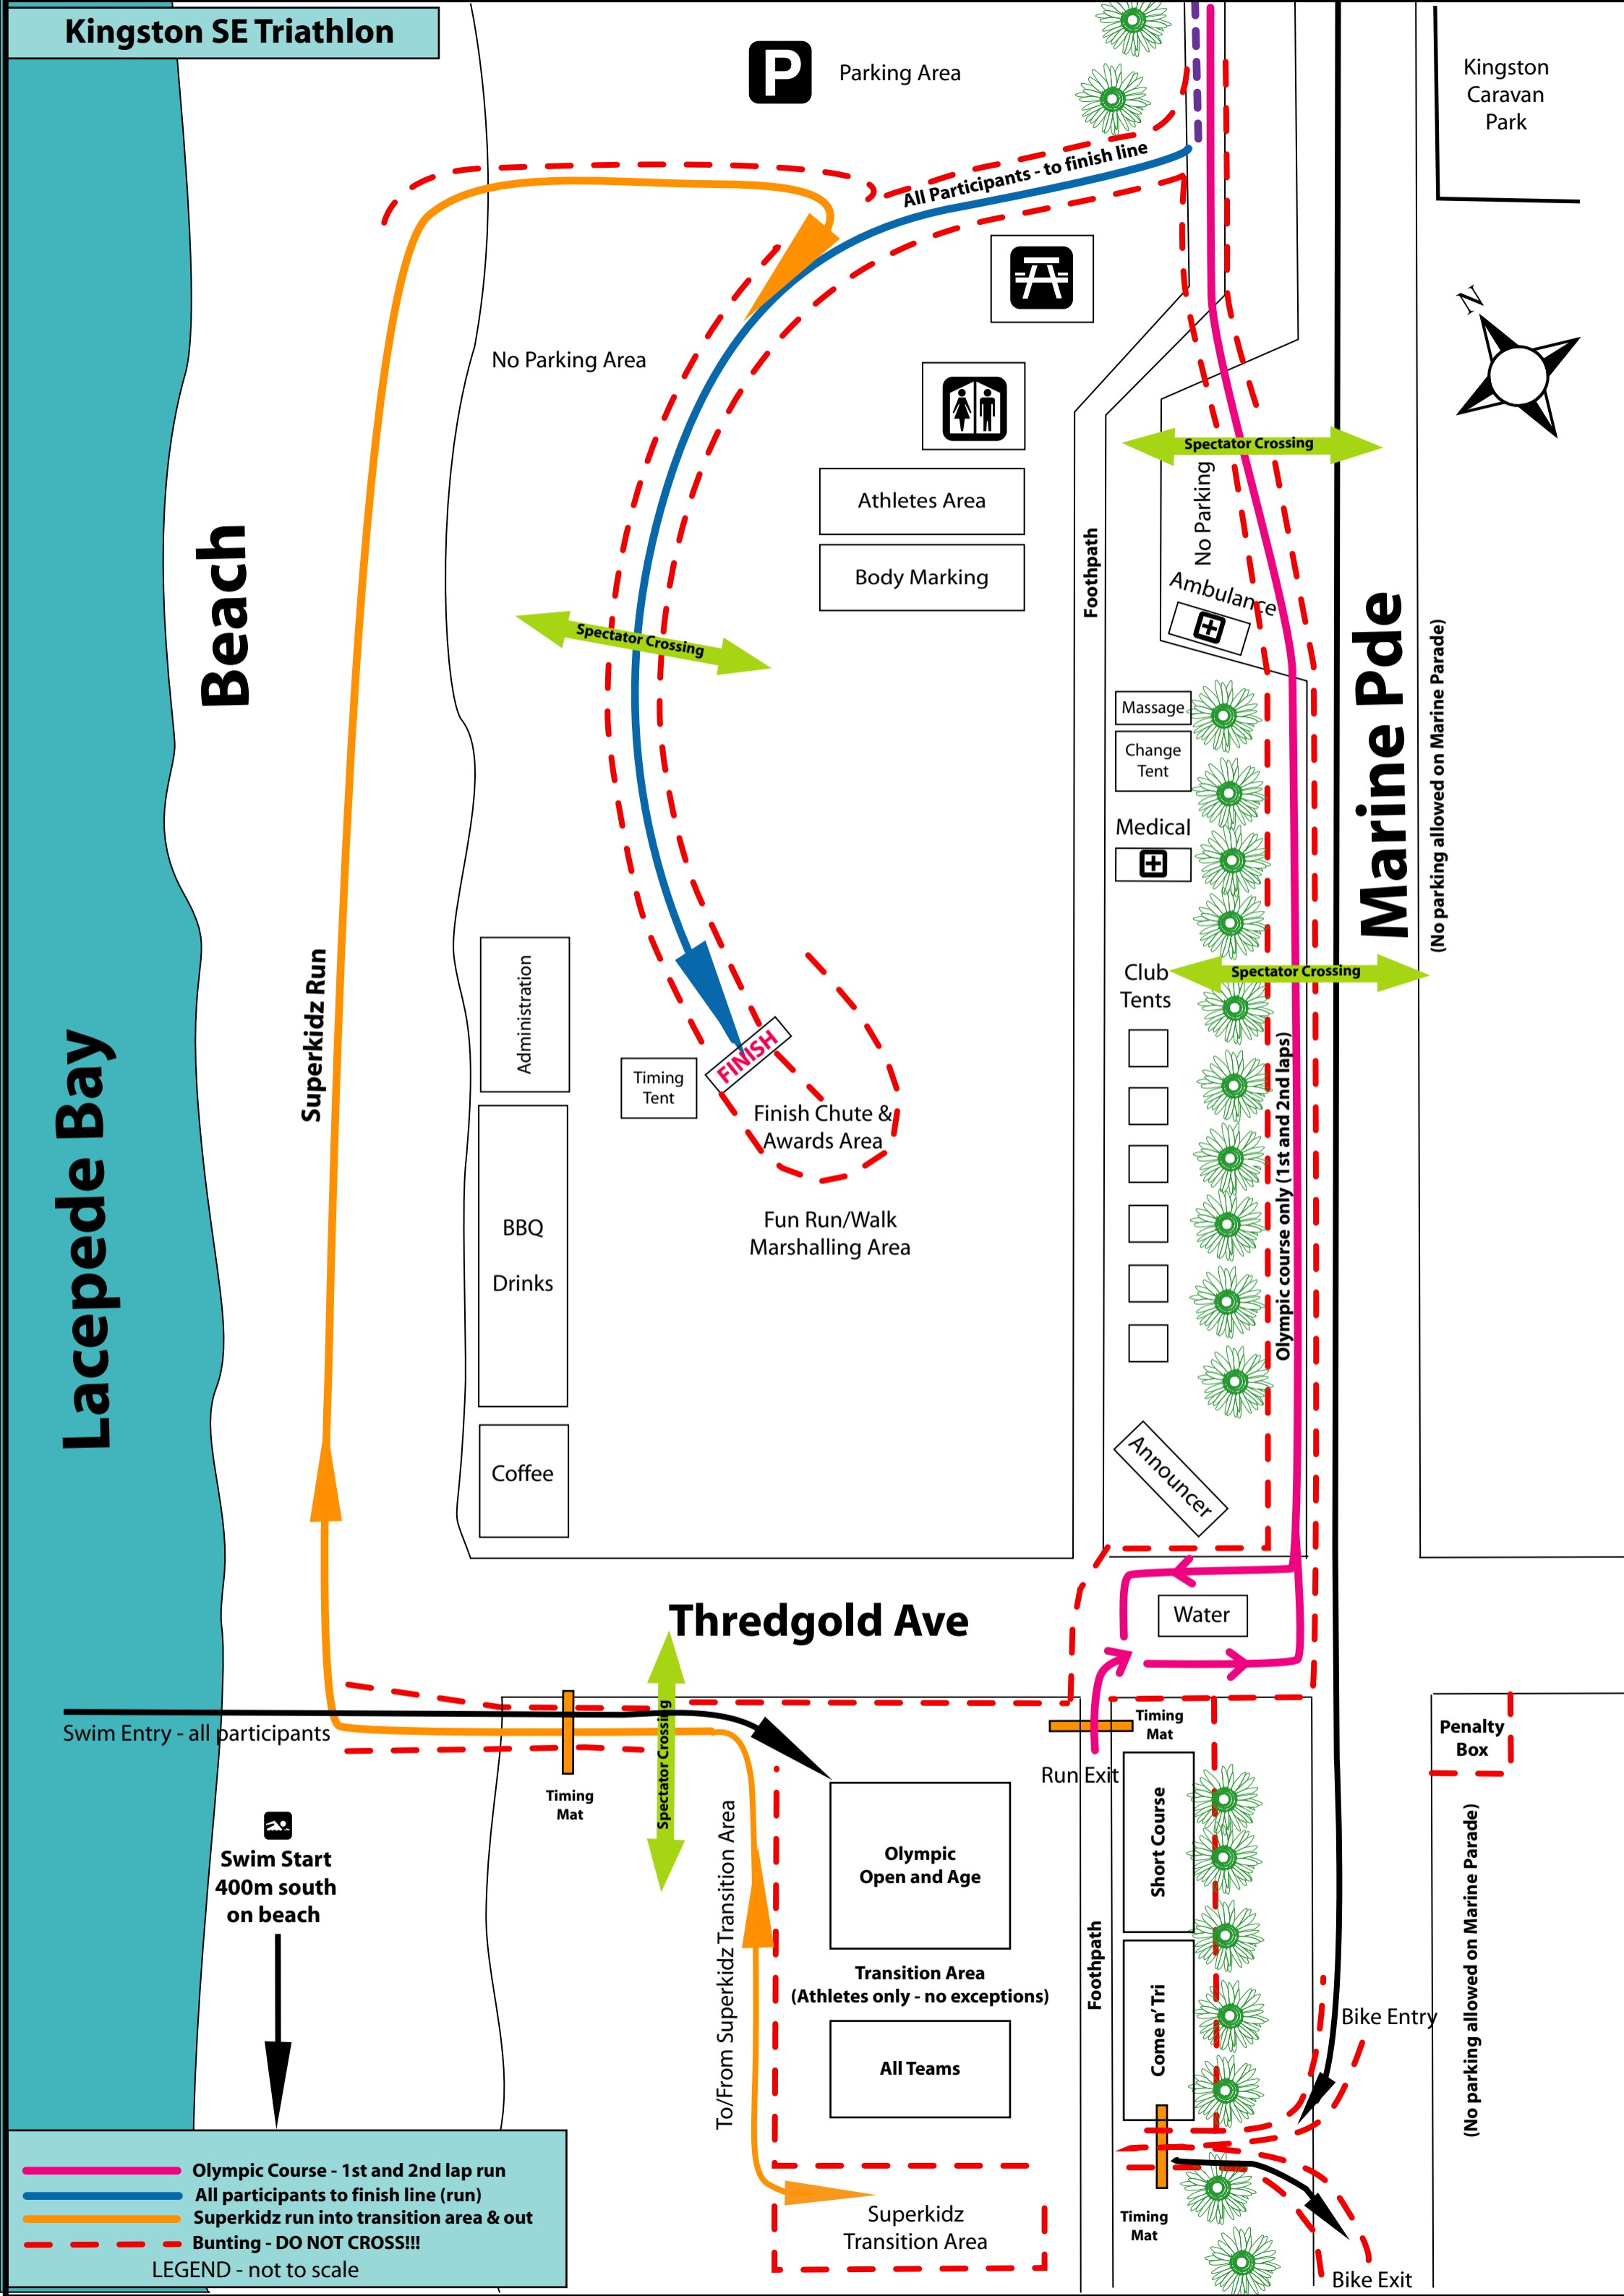 Kingston SE Triathlon
P
Parking Area
Kingston
Caravan
Park
All Participants - to finish line
N
No Parking Area
Spectator Crossing
No Parking
Athletes Area
Body Marking
Foothpath
Ambulance
Spectator Crossing
Beach
Marine Pde
(No parking allowed on Marine Parade)
Massage
Change
Tent
Medical
Superkidz Run
Administration
Club
Tents
Spectator Crossing
Lacepede Bay
Timing
Tent
FINISH
Finish Chute &
Awards Area
Olympic course only (1st and 2nd laps)
BBQ
Drinks
Fun Run/Walk
Marshalling Area
Coffee
Announcer
Thredgold Ave
Water
Swim Entry - all participants
Spectator Crossing
Timing
Mat
Timing
Mat
Run Exit
Penalty
Box
Swim Start
400m south
on beach
To/From Superkidz Transition Area
Olympic
Open and Age
Transition Area
(Athletes only - no exceptions)
All Teams
Foothpath
Short Course
Come n' Tri
Bike Entry
(No parking allowed on Marine Parade)
Superkidz
Transition Area
Timing
Mat
Bike Exit
Olympic Course - 1st and 2nd lap run
All participants to finish line (run)
Superkidz run into transition area & out
Bunting - DO NOT CROSS!!!
LEGEND - not to scale